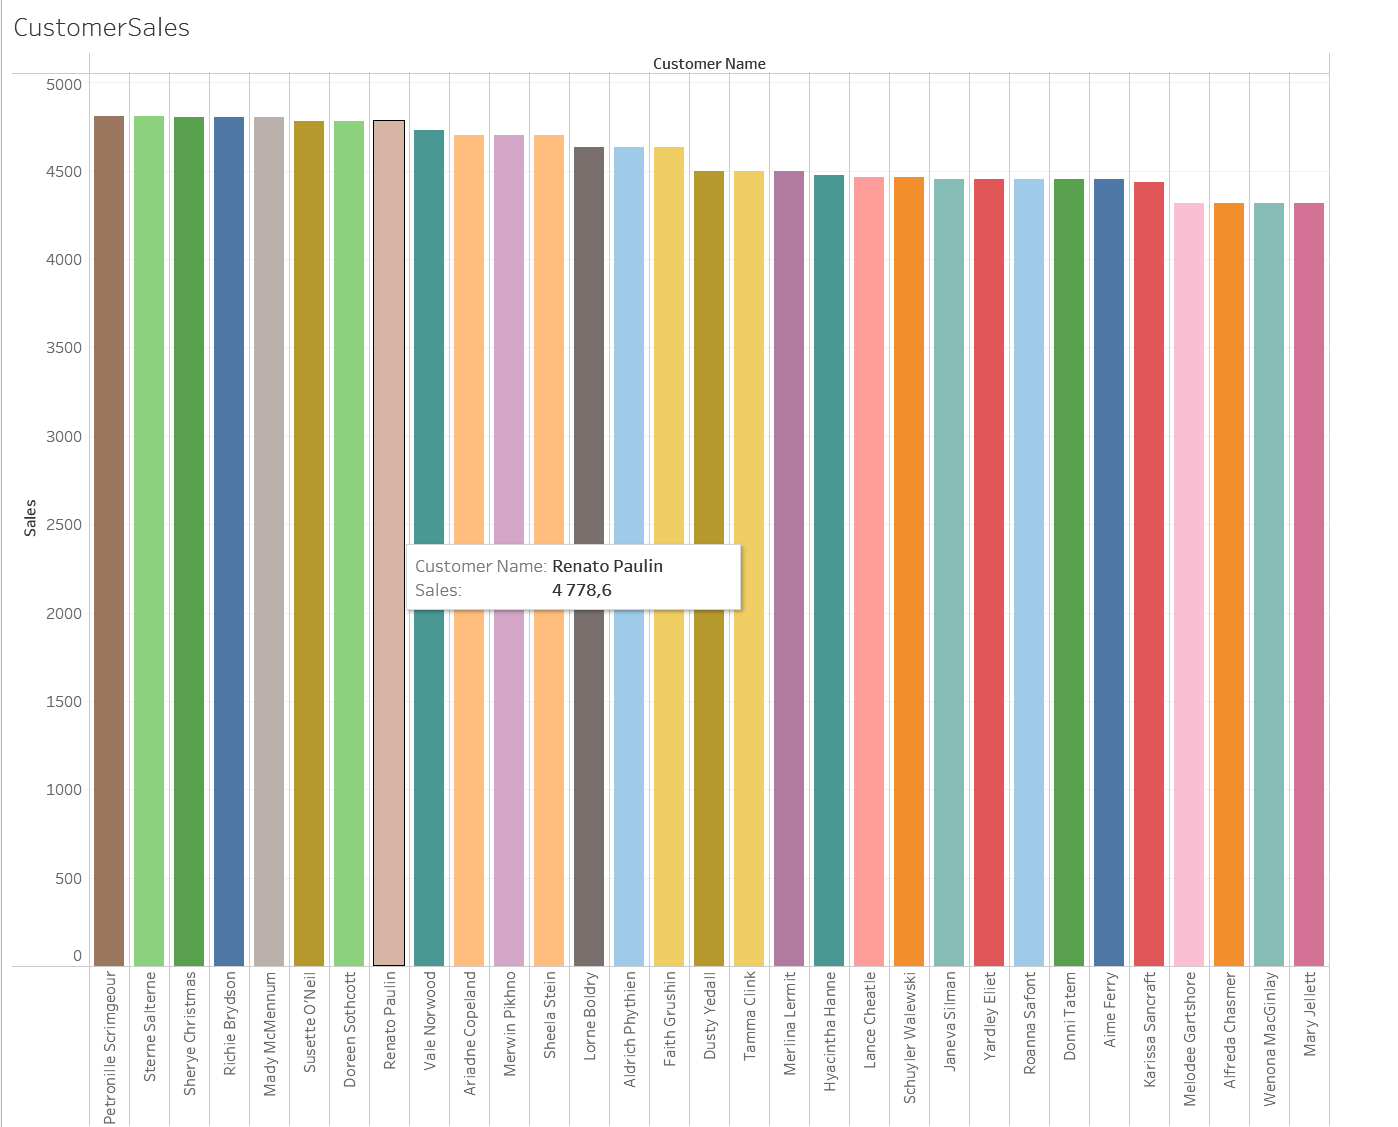 CustomerSales
Customer Name
5000
4500
4000
3500
3000
2500
2000
1500
1000
500
0
Sales
Customer Name: Renato Paulin
Sales: 4 778,6
Petronille Scrimgeour
Sterne Salterne
Sherye Christmas
Richie Brydson
Mady McMennum
Susette O'Neil
Doreen Sothcott
Renato Paulin
Vale Norwood
Ariadne Copeland
Merwin Pikhno
Sheela Stein
Lorne Boldry
Aldrich Phythien
Faith Grushin
Dusty Yedall
Tamma Clink
Merlina Lermit
Hyacintha Hanne
Lance Cheatle
Schuyler Walewski
Janeva Silman
Yardley Eliet
Roanna Safont
Donni Tatem
Aime Ferry
Karissa Sancraft
Melodee Gartshore
Alfreda Chasmer
Wenona MacGinlay
Mary Jellett